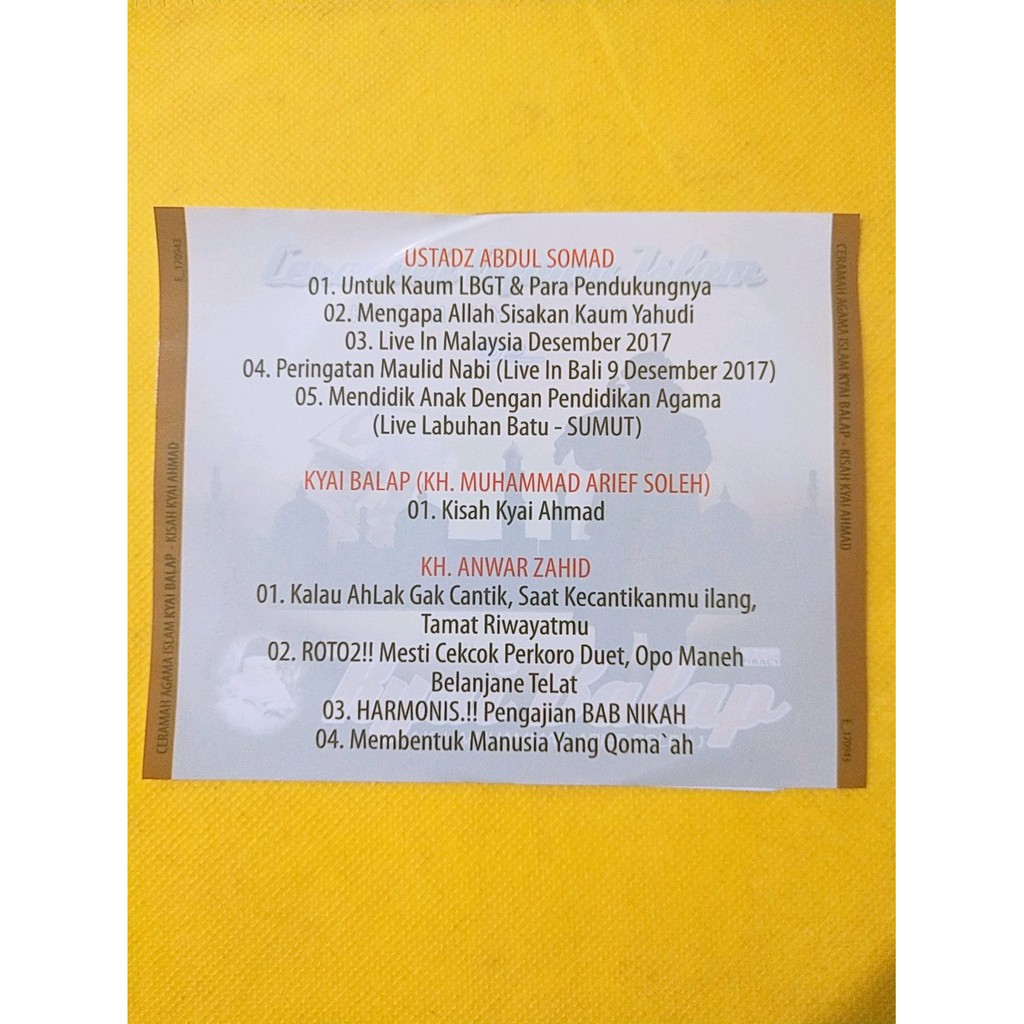 USTADZ ABDUL SOMAD
01. Untuk Kaum LBGT & Para Pendukungnya
02. Mengapa Allah Sisakan Kaum Yahudi
03. Live In Malaysia Desember 2017
04. Peringatan Maulid Nabi (Live In Bali 9 Desember 2017)
05. Mendidik Anak Dengan Pendidikan Agama
(Live Labuhan Batu - SUMUT)
KYAI BALAP (KH. MUHAMMAD ARIEF SOLEH)
01. Kisah Kyai Ahmad
KH. ANWAR ZAHID
01. Kalau AhLak Gak Cantik, Saat Kecantikanmu ilang,
Tamat Riwayatmu
02. ROTO2!! Mesti Cekcok Perkoro Duet, Opo Maneh
Belanjane TeLat
03. HARMONIS.!! Pengajian BAB NIKAH
04. Membentuk Manusia Yang Qoma`ah
CERAMAH AGAMA ISLAM KYAI BALAP - KISAH KYAI AHMAD
E_170943
CERAMAH AGAMA ISLAM KYAI BALAP - KISAH KYAI AHMAD
E_170943